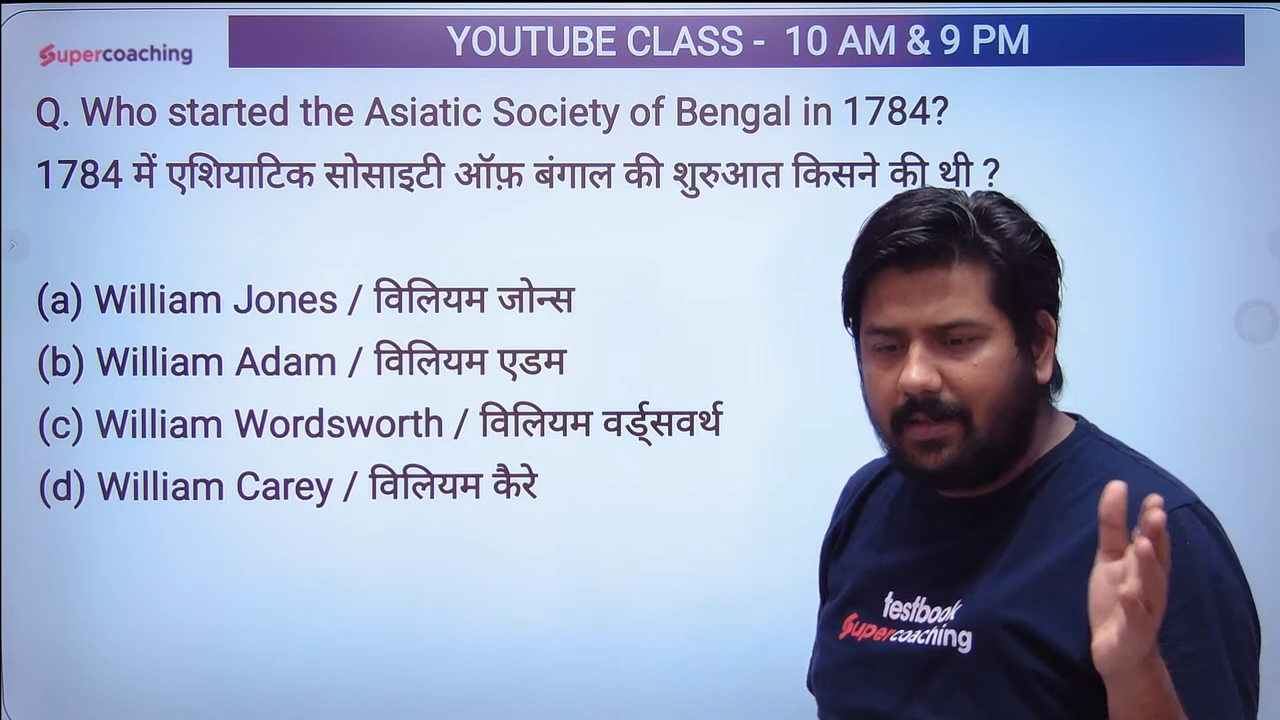 Supercoaching
YOUTUBE CLASS - 10 AM & 9 PM
Q. Who started the Asiatic Society of Bengal in 1784?
1784 में एशियाटिक सोसाइटी ऑफ़ बंगाल की शुरुआत किसने की थी ?
(a) William Jones / विलियम जोन्स
(b) William Adam / विलियम एडम
(c) William Wordsworth / विलियम वर्ड्सवर्थ
(d) William Carey / विलियम कैरे
testbook
Supercoaching